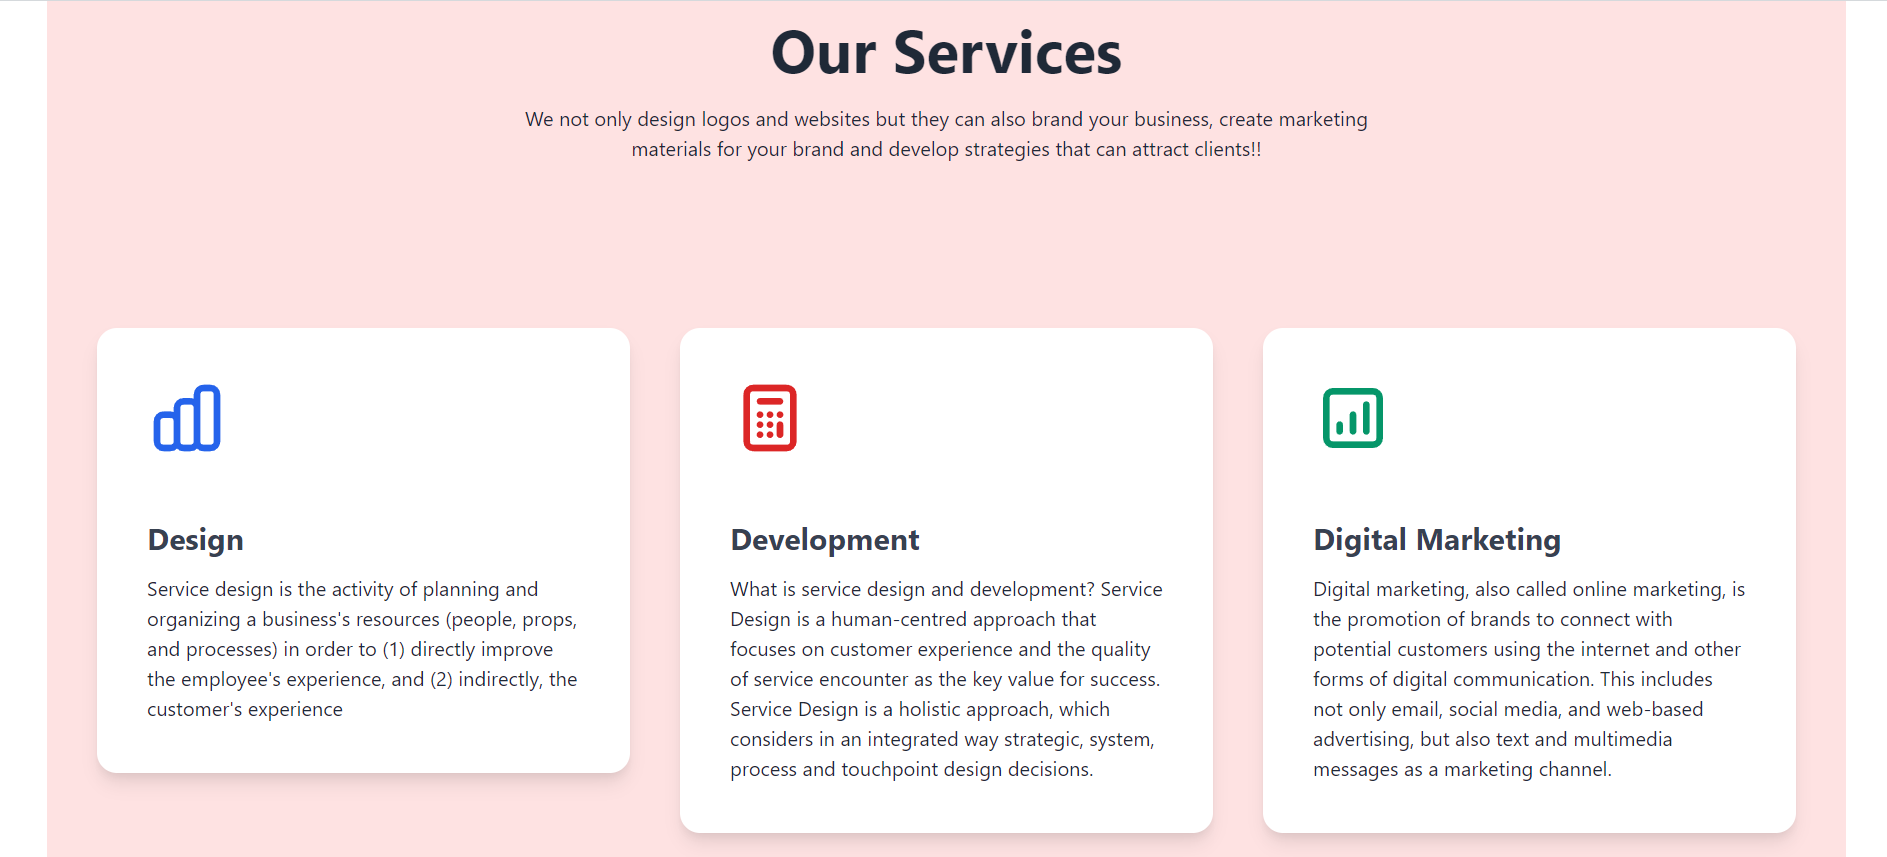 Our Services
We not only design logos and websites but they can also brand your business, create marketing
materials for your brand and develop strategies that can attract clients!!
Design
Service design is the activity of planning and
organizing a business's resources (people, props,
and processes) in order to (1) directly improve
the employee's experience, and (2) indirectly, the
customer's experience
Development
What is service design and development? Service
Design is a human-centred approach that
focuses on customer experience and the quality
of service encounter as the key value for success.
Service Design is a holistic approach, which
considers in an integrated way strategic, system,
process and touchpoint design decisions.
Digital Marketing
Digital marketing, also called online marketing, is
the promotion of brands to connect with
potential customers using the internet and other
forms of digital communication. This includes
not only email, social media, and web-based
advertising, but also text and multimedia
messages as a marketing channel.